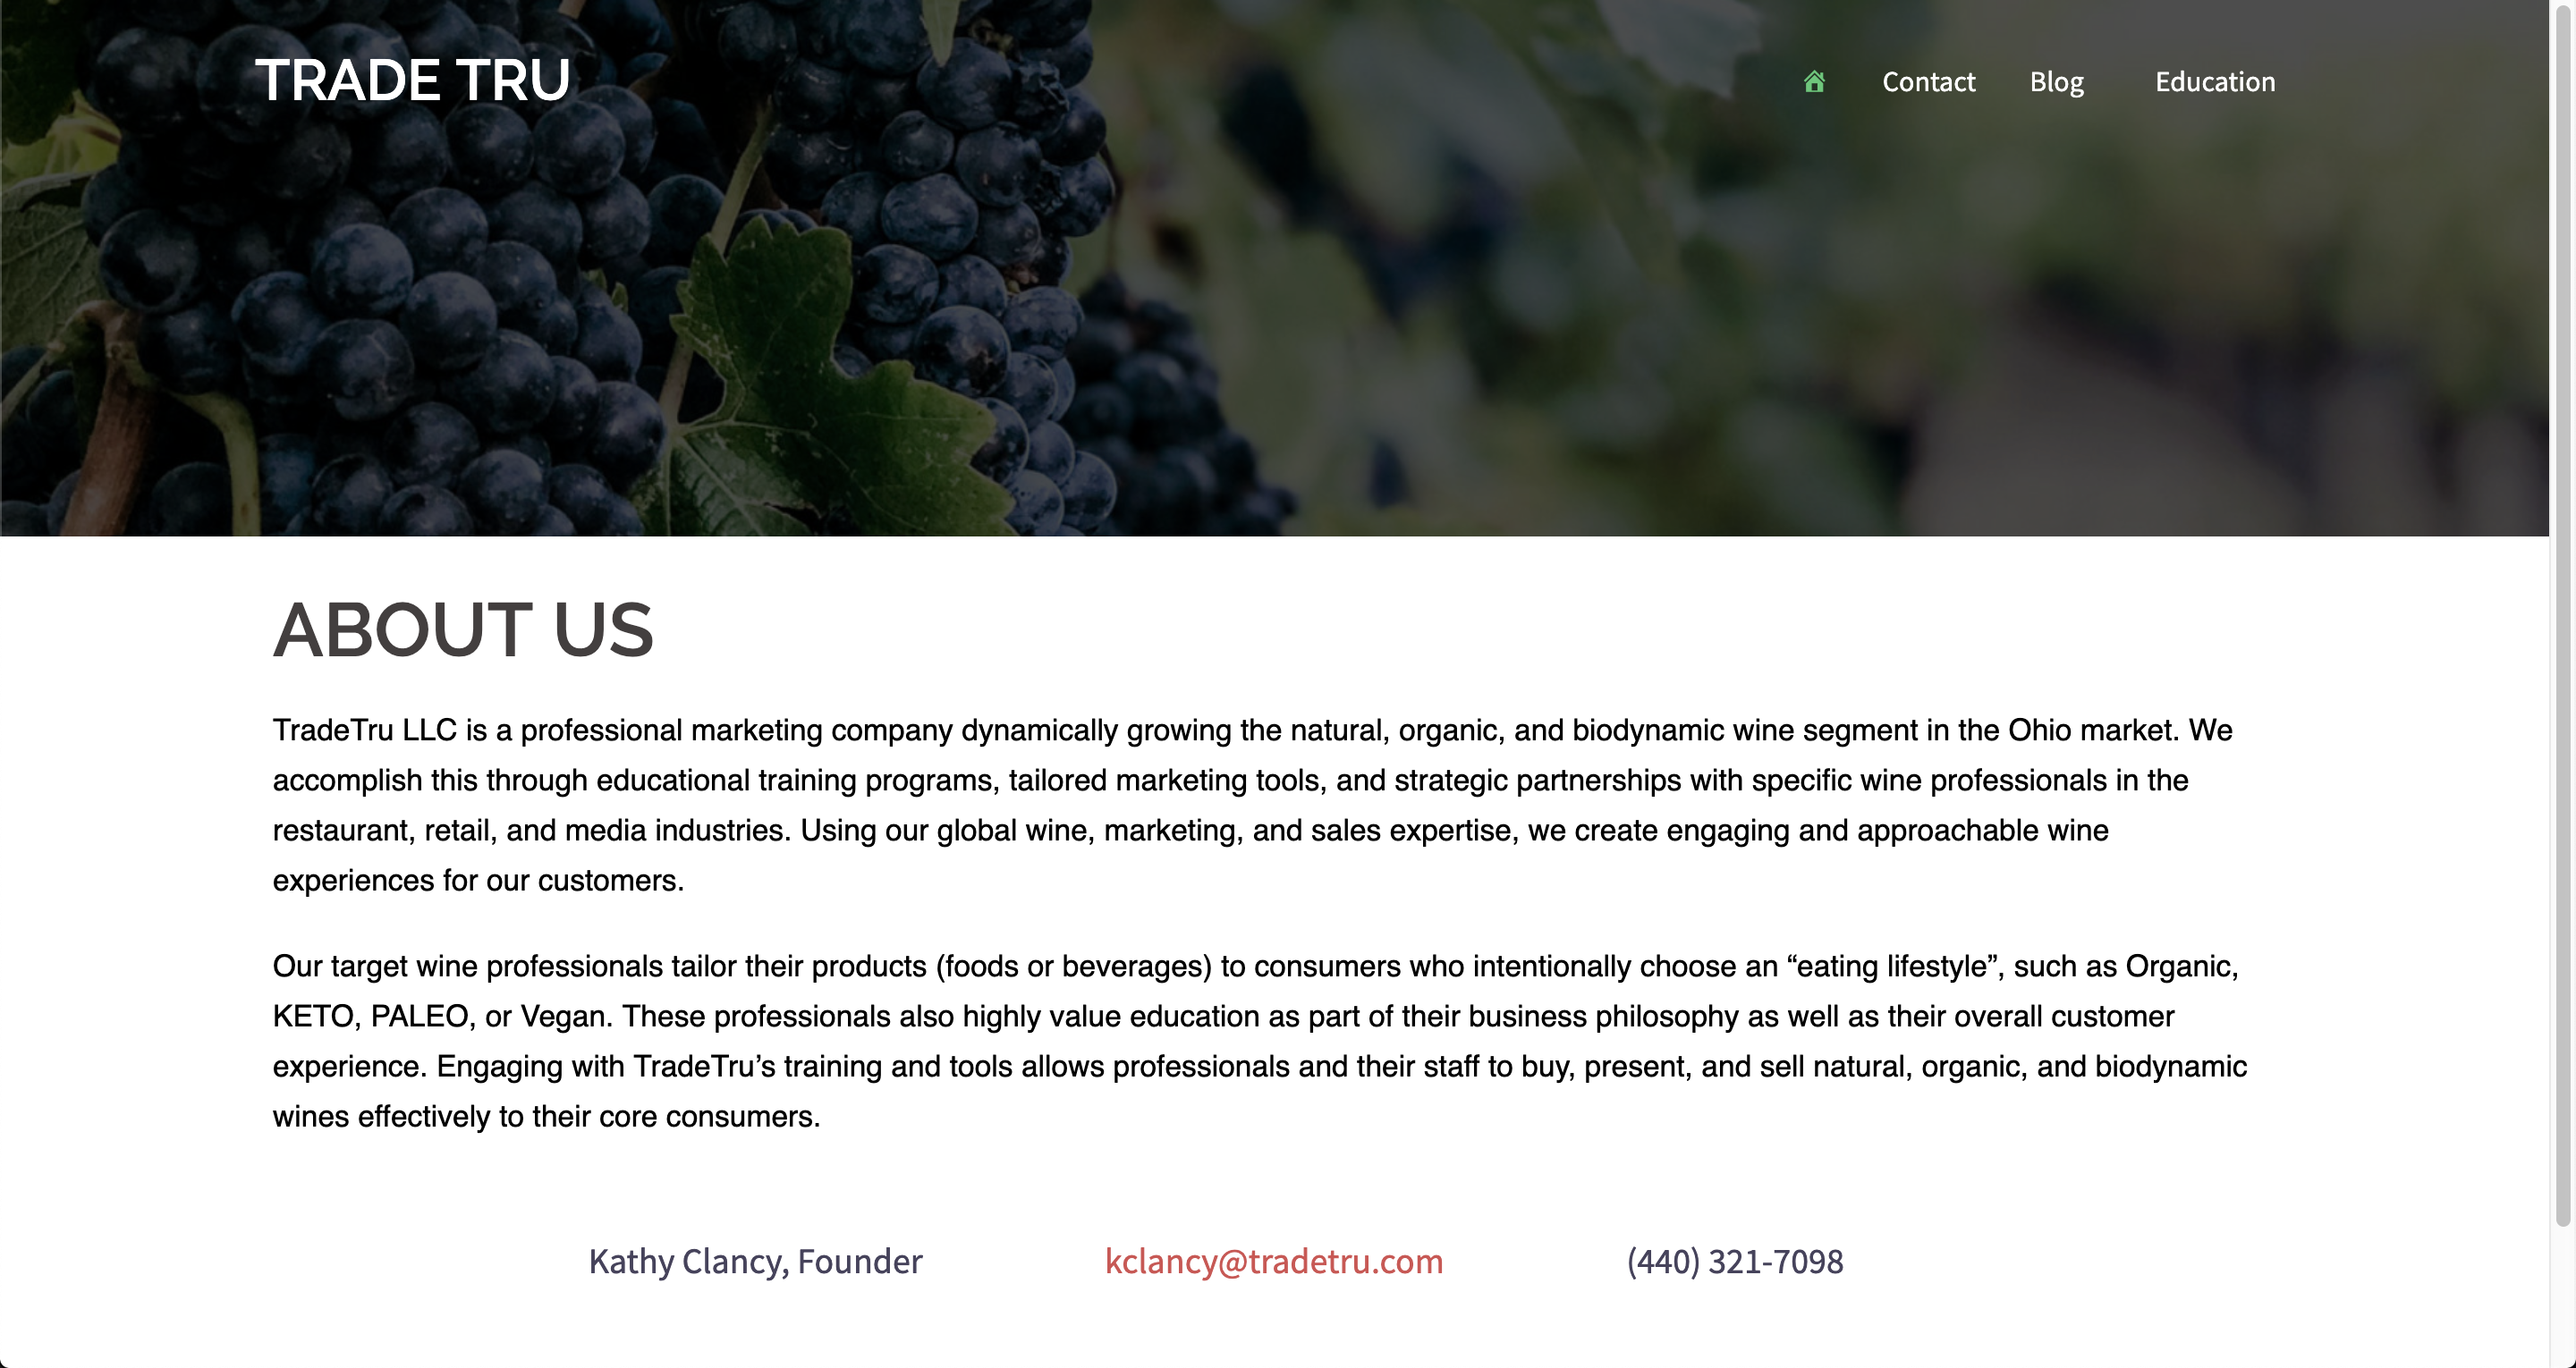 TRADE TRU
Contact Blog Education
ABOUT US
TradeTru LLC is a professional marketing company dynamically growing the natural, organic, and biodynamic wine segment in the Ohio market. We
accomplish this through educational training programs, tailored marketing tools, and strategic partnerships with specific wine professionals in the
restaurant, retail, and media industries. Using our global wine, marketing, and sales expertise, we create engaging and approachable wine
experiences for our customers.
Our target wine professionals tailor their products (foods or beverages) to consumers who intentionally choose an “eating lifestyle”, such as Organic,
KETO, PALEO, or Vegan. These professionals also highly value education as part of their business philosophy as well as their overall customer
experience. Engaging with TradeTru’s training and tools allows professionals and their staff to buy, present, and sell natural, organic, and biodynamic
wines effectively to their core consumers.
Kathy Clancy, Founder kclancy@tradetru.com (440) 321-7098